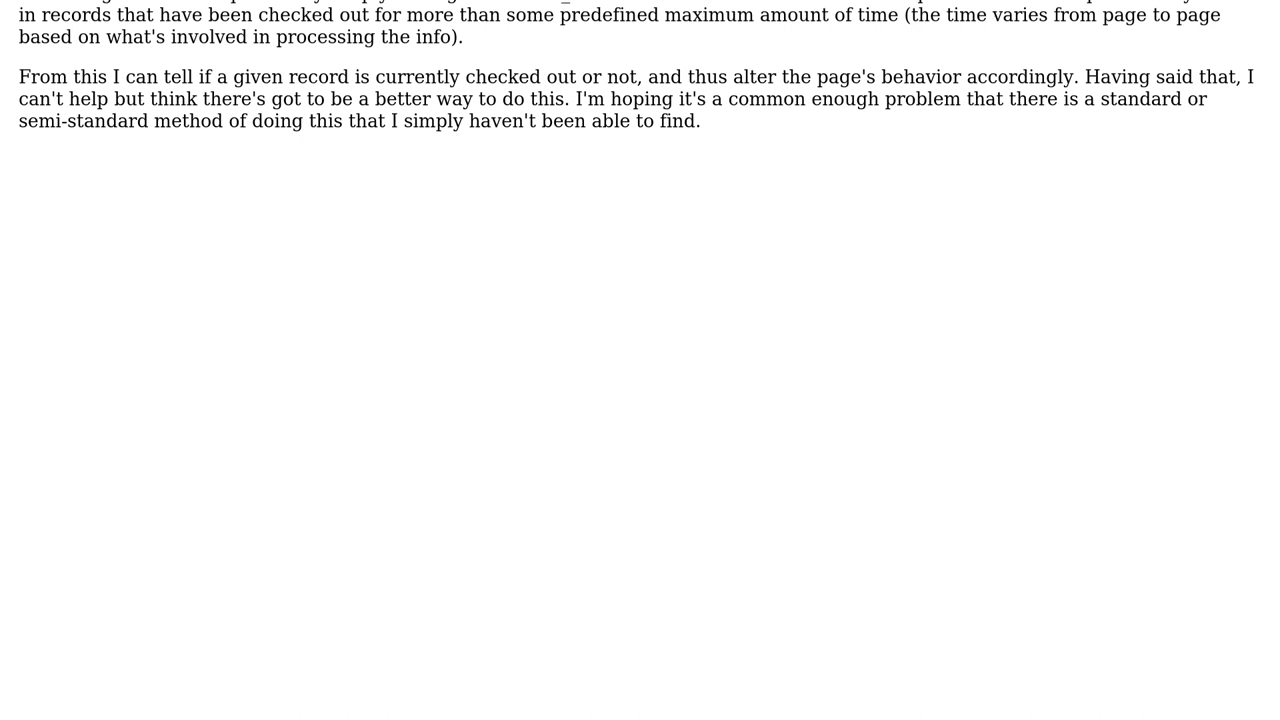 in records that have been checked out for more than some predefined maximum amount of time (the time varies from page to page
based on what's involved in processing the info).
From this I can tell if a given record is currently checked out or not, and thus alter the page's behavior accordingly. Having said that, I
can't help but think there's got to be a better way to do this. I'm hoping it's a common enough problem that there is a standard or
semi-standard method of doing this that I simply haven't been able to find.